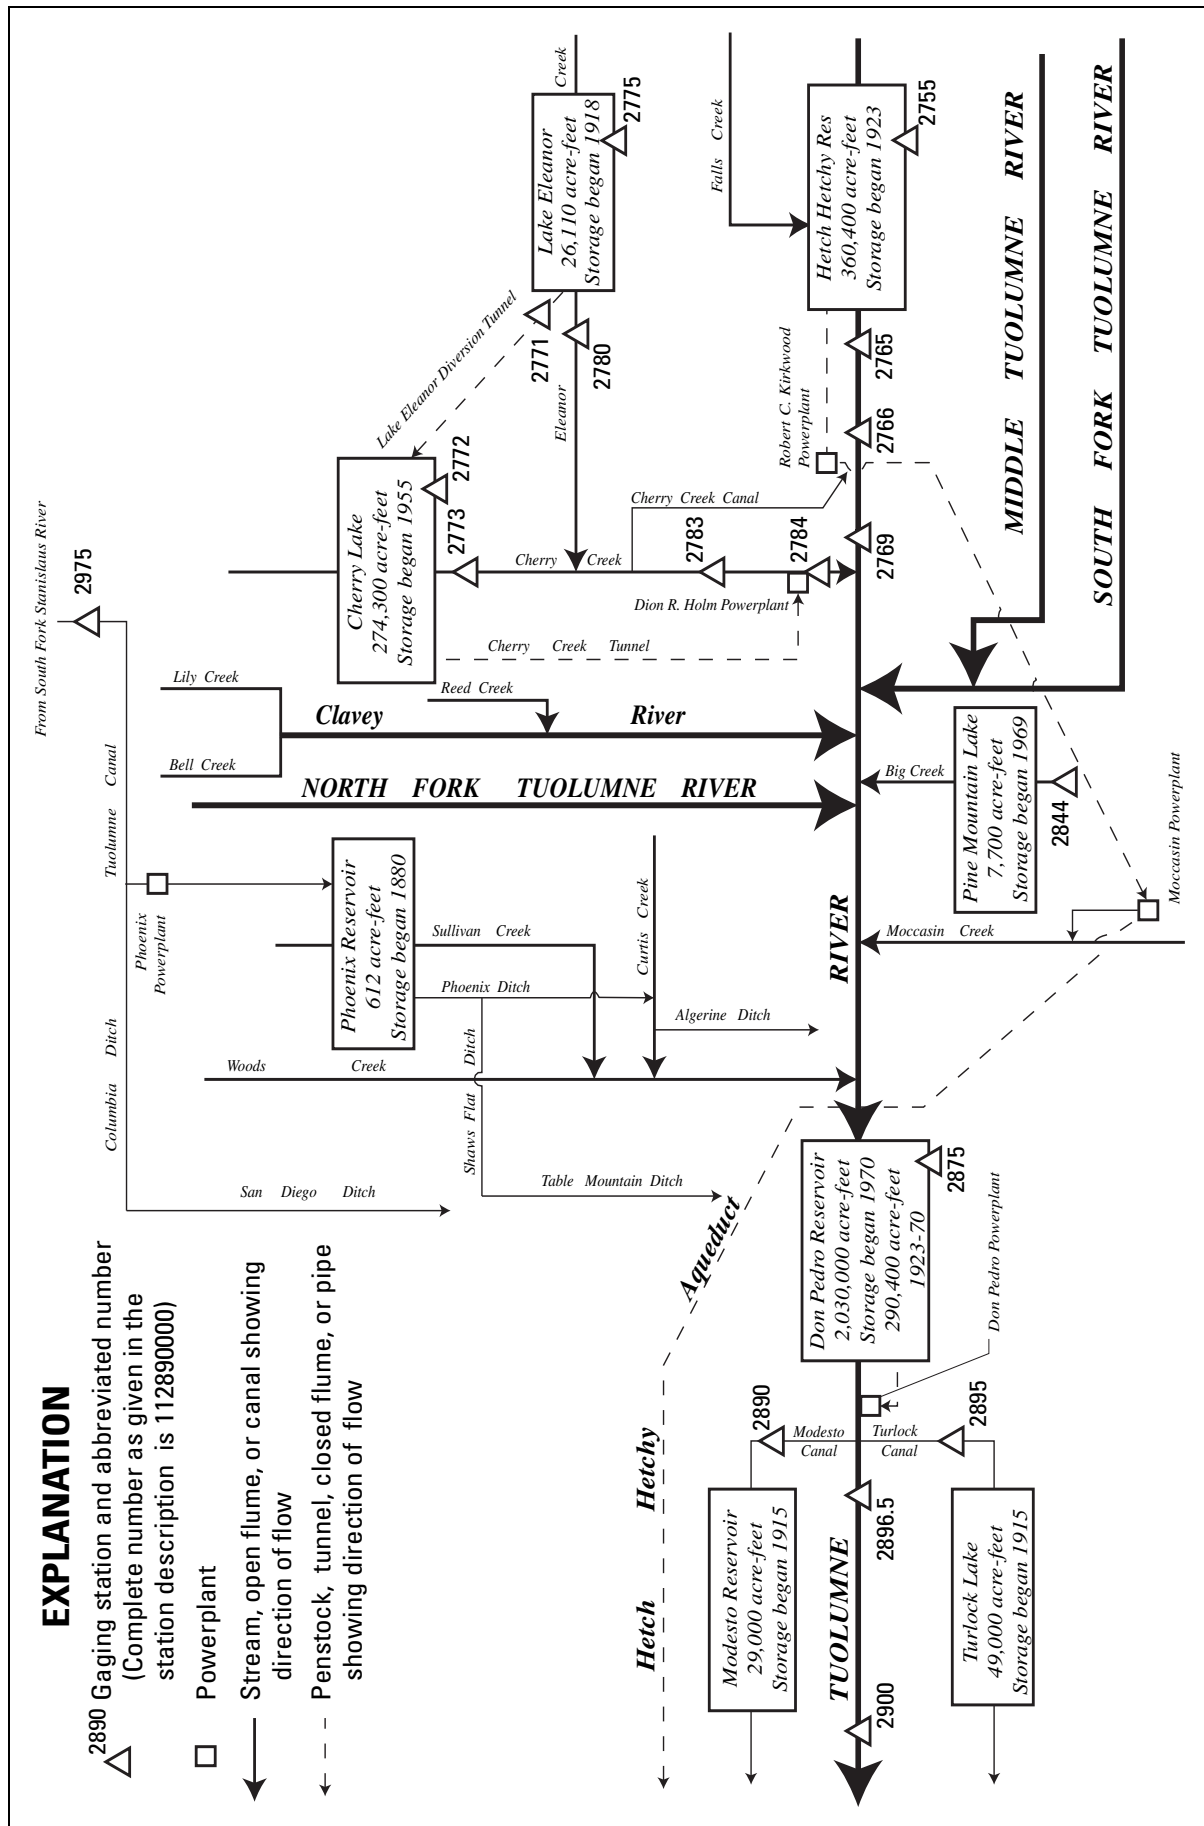 EXPLANATION
2890 Gaging station and abbreviated number
(Complete number as given in the
station description is 112890000)
Powerplant
Stream, open flume, or canal showing
direction of flow
Penstock, tunnel, closed flume, or pipe
showing direction of flow
From South Fork Stanislaus River
2975
Tuolumne Canal
Phoenix
Powerplant
Columbia Ditch
San Diego Ditch
Lily Creek
Bell Creek
Clavey River
Reed Creek
NORTH FORK TUOLUMNE RIVER
Phoenix Reservoir
612 acre-feet
Storage began 1880
Sullivan Creek
Phoenix Ditch
Curtis Creek
Algerine Ditch
Woods Creek
Shaws Flat Ditch
Table Mountain Ditch
Creek
Lake Eleanor
26,110 acre-feet
Storage began 1918
2775
Lake Eleanor Diversion Tunnel
2771
2780
Eleanor
Cherry Lake
274,300 acre-feet
Storage began 1955
2772
2773
Cherry Creek
Cherry Creek Canal
2783
2784
Dion R. Holm Powerplant
Cherry Creek Tunnel
Falls Creek
Hetch Hetchy Res
360,400 acre-feet
Storage began 1923
2755
Robert C. Kirkwood
Powerplant
2765
2766
2769
MIDDLE TUOLUMNE RIVER
SOUTH FORK TUOLUMNE RIVER
Big Creek
Pine Mountain Lake
7,700 acre-feet
Storage began 1969
2844
Moccasin Powerplant
Moccasin Creek
TUOLUMNE RIVER
Hetch Hetchy Aqueduct
Don Pedro Reservoir
2,030,000 acre-feet
Storage began 1970
290,400 acre-feet
1923-70
2875
Don Pedro Powerplant
2890
Modesto
Canal
Turlock
Canal
2895
Modesto Reservoir
29,000 acre-feet
Storage began 1915
2896.5
Turlock Lake
49,000 acre-feet
Storage began 1915
2900